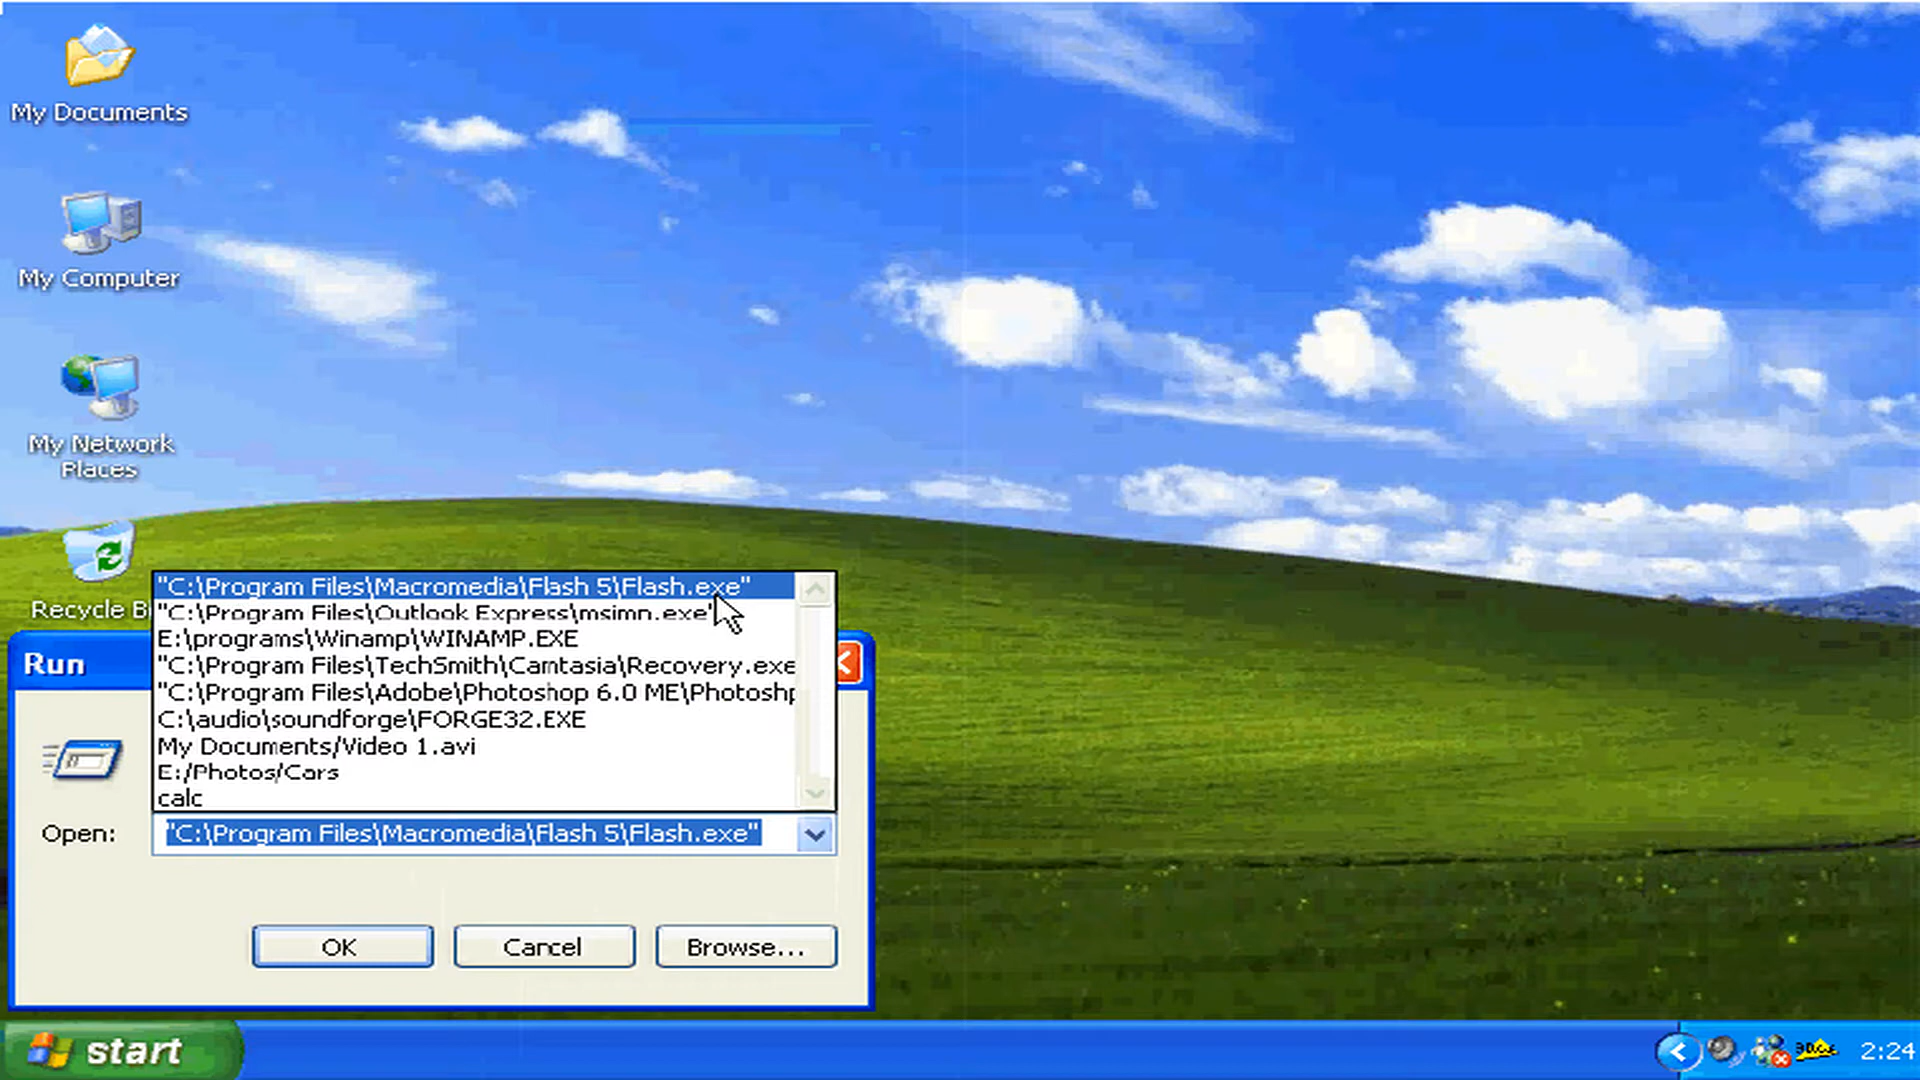 My Documents
My Computer
My Network
Places
Recycle B
"C:\Program Files\Macromedia\Flash 5\Flash.exe"
"C:\Program Files\Outlook Express\msimn.exe"
E:\programs\Winamp\WINAMP.EXE
"C:\Program Files\TechSmith\Camtasia\Recovery.exe
"C:\Program Files\Adobe\Photoshop 6.0 ME\Photoshp
C:\audio\soundforge\FORGE32.EXE
My Documents/Video 1.avi
E:/Photos/Cars
calc
Run
Open:
"C:\Program Files\Macromedia\Flash 5\Flash.exe"
OK
Cancel
Browse...
start
2:24